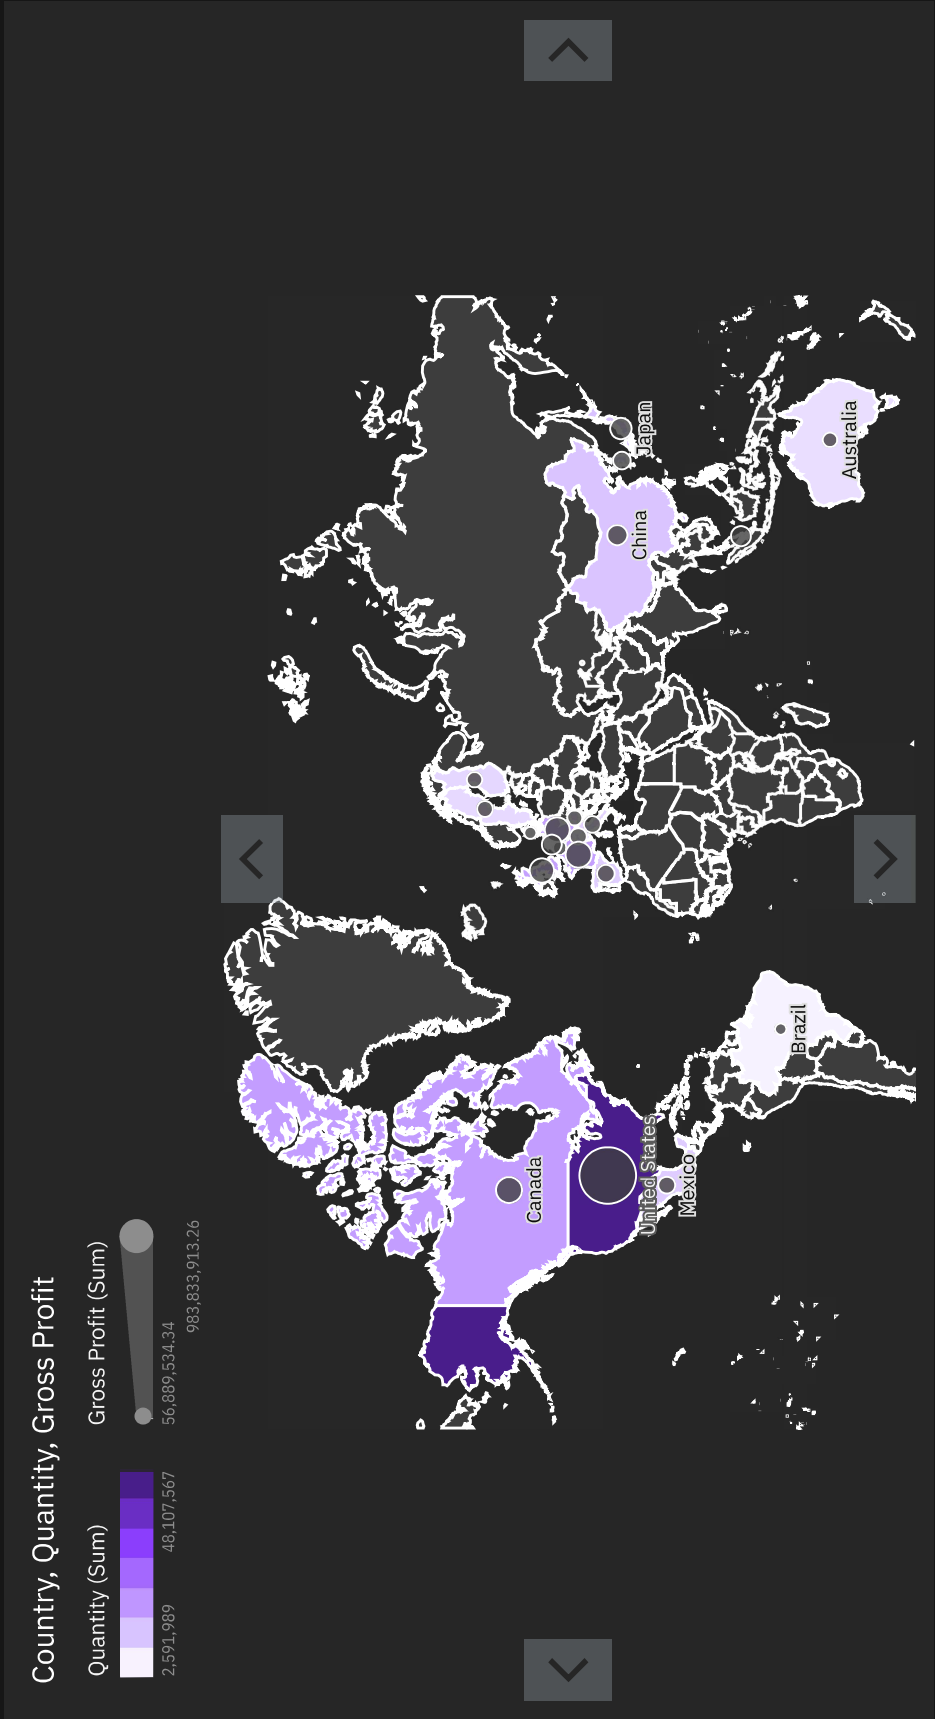 Country, Quantity, Gross Profit
Quantity (Sum)
2,591,989
48,107,567
Gross Profit (Sum)
56,889,534.34
983,833,913.26
Canada
United States
Mexico
Brazil
China
Japan
Australia